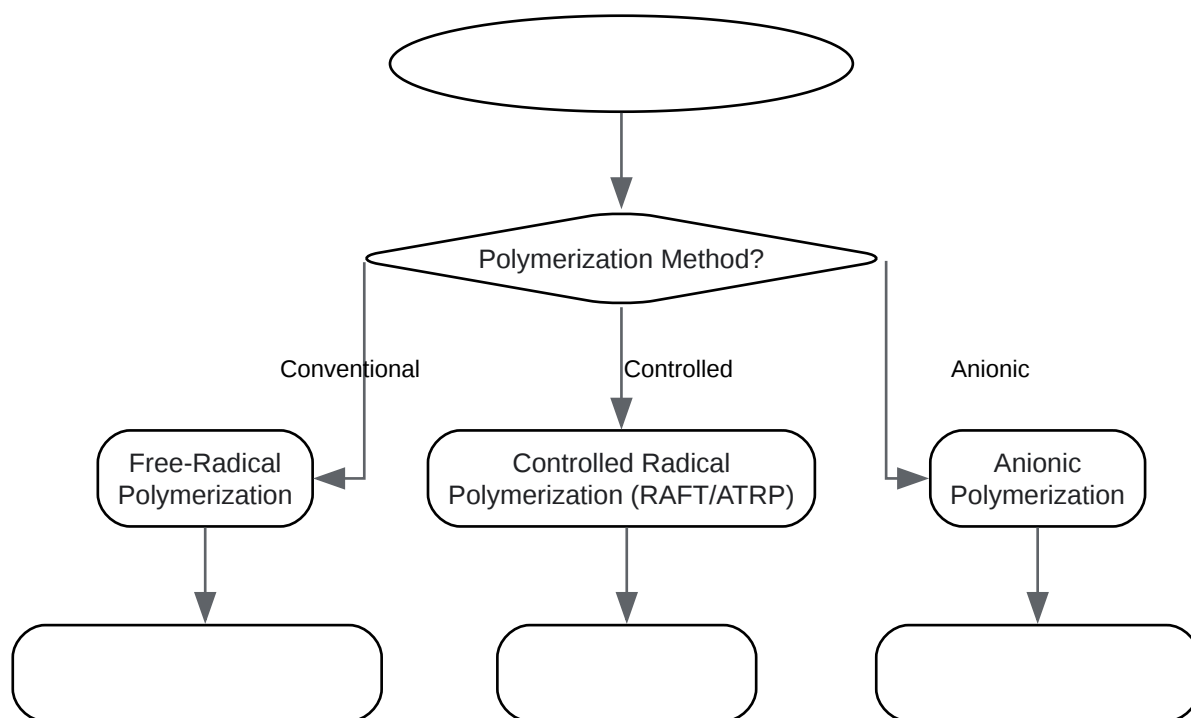 Polymerization Method?
Conventional
Controlled
Anionic
Free-Radical
Polymerization
Controlled Radical
Polymerization (RAFT/ATRP)
Anionic
Polymerization